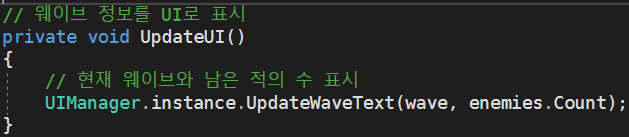 // 웨이브 정보를 UI로 표시
private void UpdateUI()
{
    // 현재 웨이브와 남은 적의 수 표시
    UIManager.instance.UpdateWaveText(wave, enemies.Count);
}